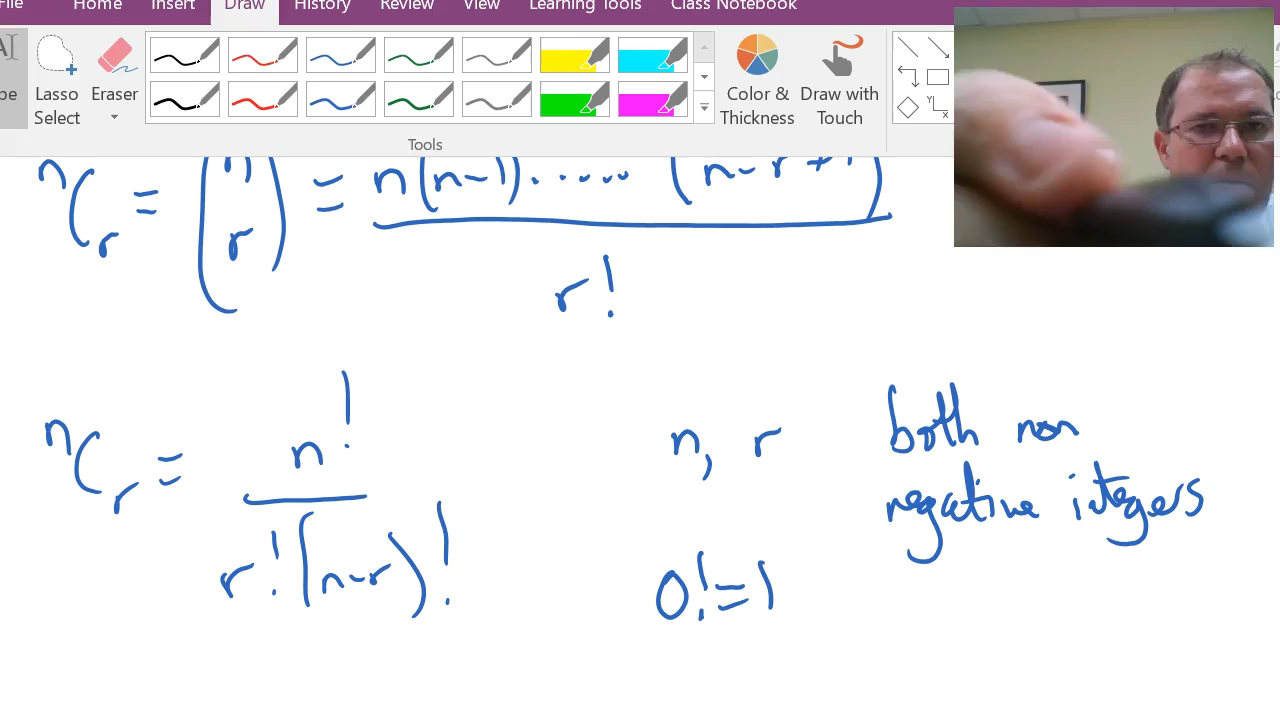 File Home Insert Draw History Review View Learning Tools Class Notebook
Lasso Select
Eraser
Color & Thickness
Draw with Touch
Tools
ⁿCᵣ = (n r) = n(n-1)......(n-r+1) / r!
ⁿCᵣ = n! / r!(n-r)!
n, r both non
negative integers
0! = 1